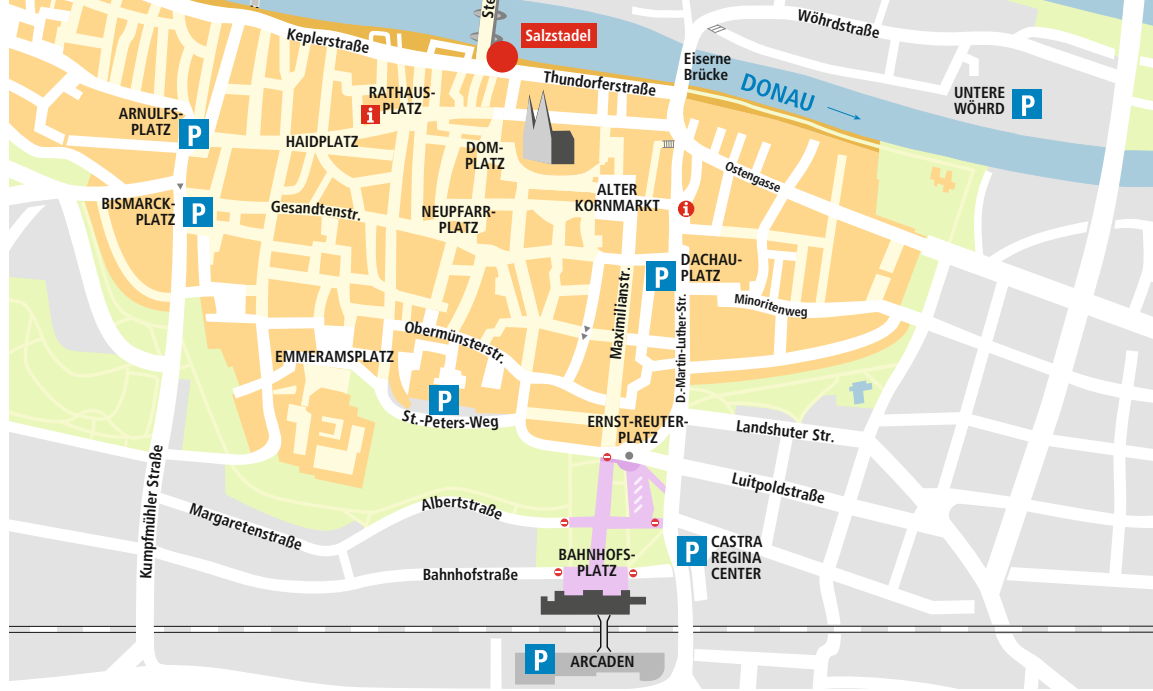 Ste
Salzstadel
Wöhrdstraße
Keplerstraße
Eiserne
Brücke
Thundorferstraße
DONAU
UNTERE
WÖHRD
P
RATHAUS-
PLATZ
i
ARNULFS-
PLATZ
P
HAIDPLATZ
DOM-
PLATZ
Ostengasse
ALTER
KORNMARKT
i
BISMARCK-
PLATZ
P
Gesandtenstr.
NEUPFARR-
PLATZ
P
DACHAU-
PLATZ
Minoritenweg
Maximilianstr.
D.-Martin-Luther-Str.
Obermünsterstr.
EMMERAMSPLATZ
P
St.-Peters-Weg
ERNST-REUTER-
PLATZ
Landshuter Str.
Luitpoldstraße
Kumpfmühler Straße
Albertstraße
Margaretenstraße
BAHNHOFS-
PLATZ
P
CASTRA
REGINA
CENTER
Bahnhofstraße
P
ARCADEN